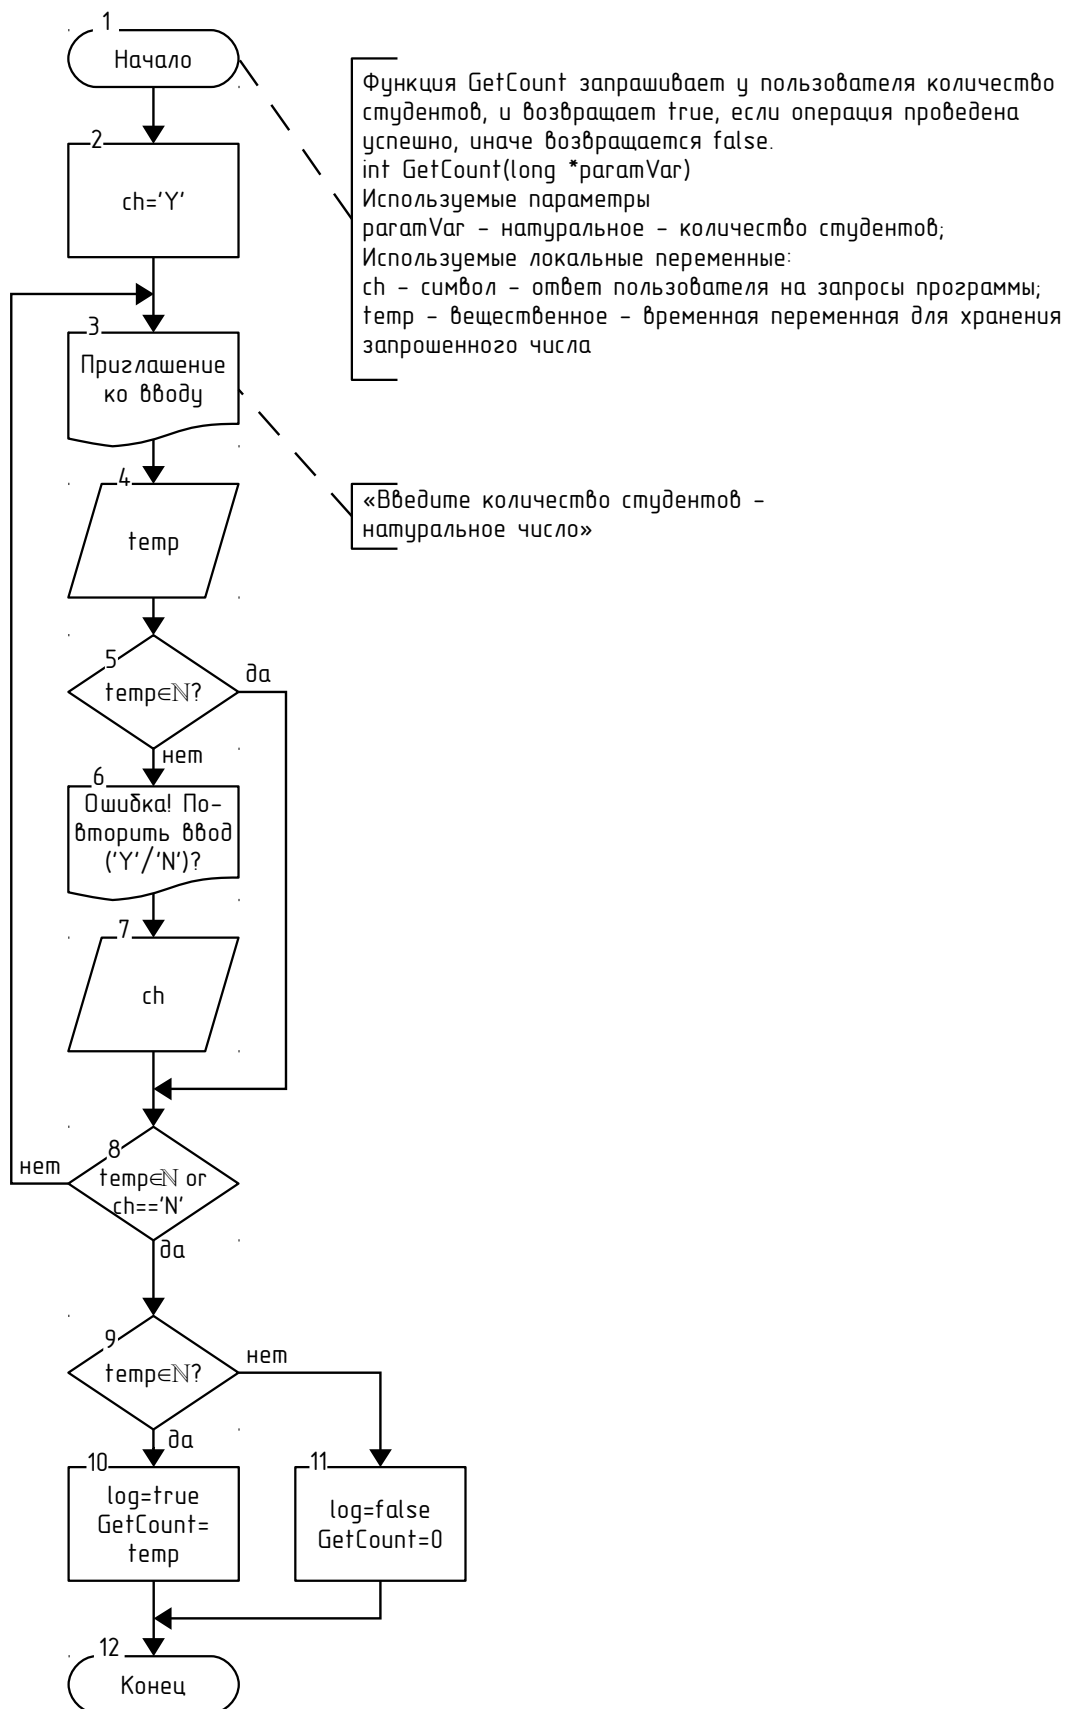 1
Начало
Функция GetCount запрашивает у пользователя количество
студентов, и возвращает true, если операция проведена
успешно, иначе возвращается false.
int GetCount(long *paramVar)
Используемые параметры
paramVar – натуральное – количество студентов;
Используемые локальные переменные:
ch – символ – ответ пользователя на запросы программы;
temp – вещественное – временная переменная для хранения
запрошенного числа
2
ch='Y'
3
Приглашение
ко вводу
«Введите количество студентов –
натуральное число»
4
temp
5
temp∈ℕ?
да
нет
6
Ошибка! По-
вторить ввод
('Y'/'N')?
7
ch
8
temp∈ℕ or
ch=='N'
нет
да
9
temp∈ℕ?
нет
да
10
log=true
GetCount=
temp
11
log=false
GetCount=0
12
Конец